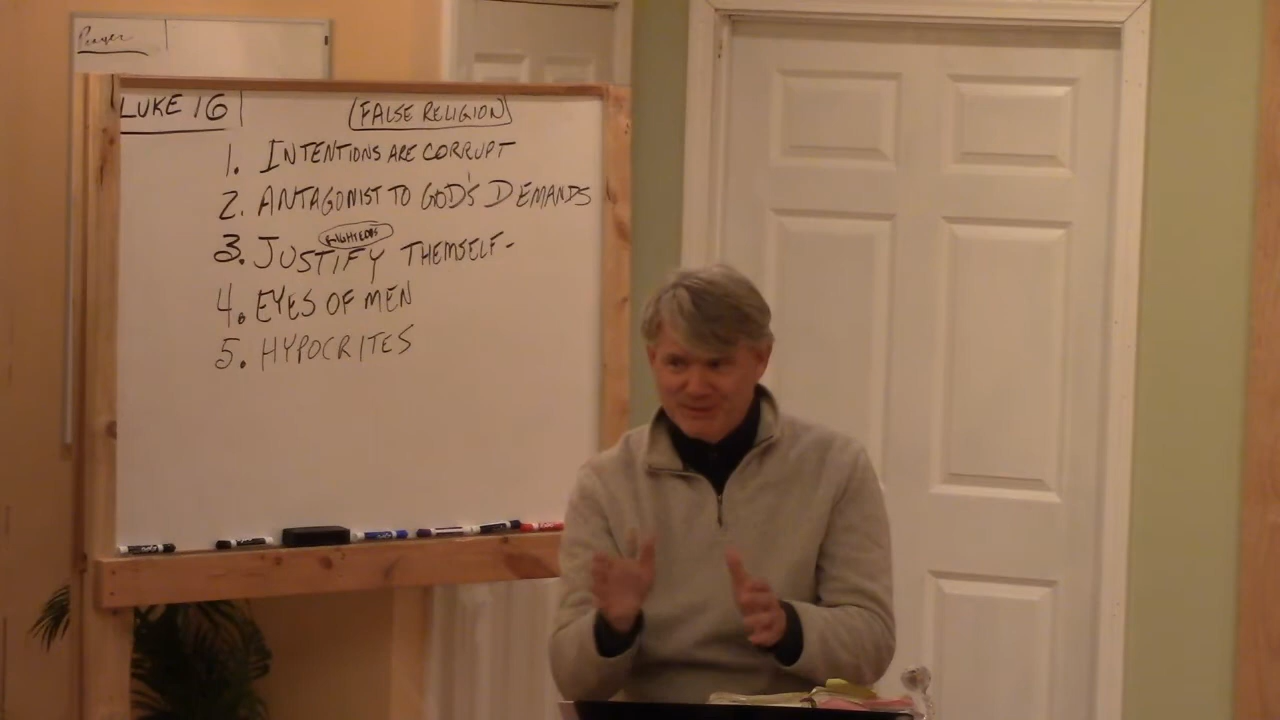 Prayer
LUKE 16
(FALSE RELIGION)
1. INTENTIONS ARE CORRUPT
2. ANTAGONIST TO GOD'S DEMANDS
RIGHTEOUS
3. JUSTIFY THEMSELF-
4. EYES OF MEN
5. HYPOCRITES